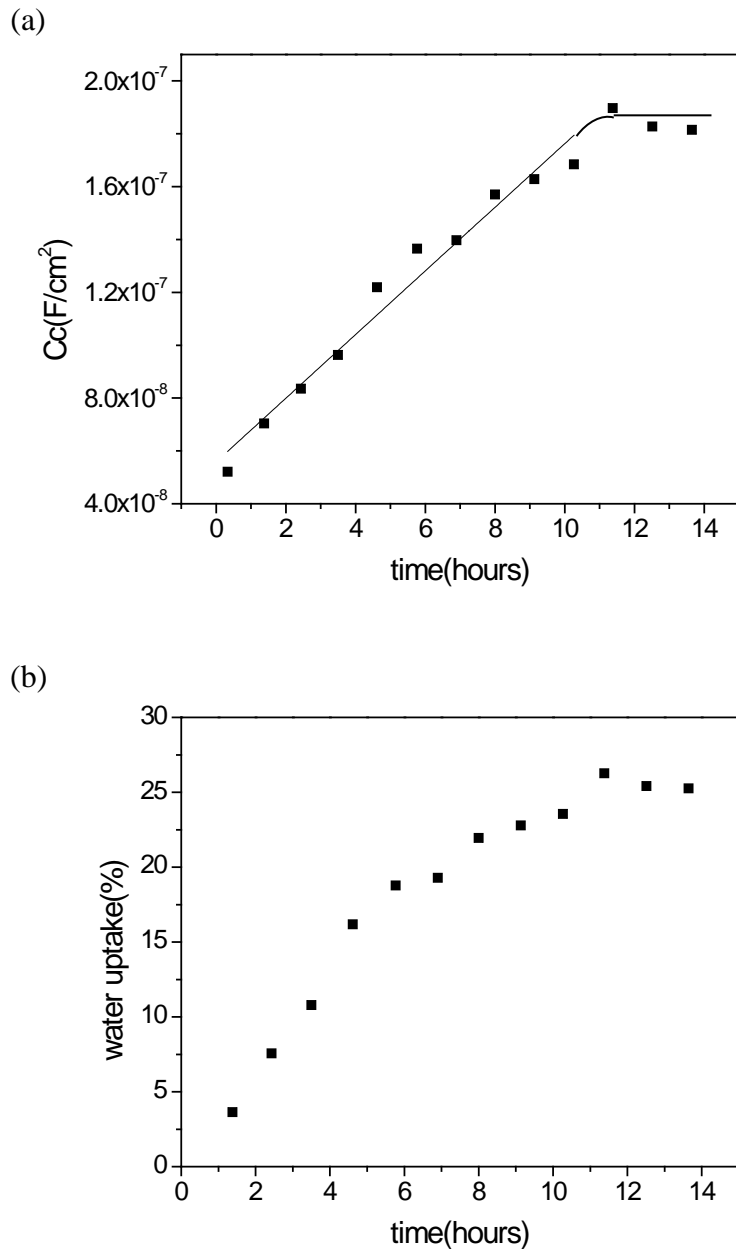 (a)
2.0x10⁻⁷
1.6x10⁻⁷
1.2x10⁻⁷
8.0x10⁻⁸
4.0x10⁻⁸
Cc(F/cm²)
0 2 4 6 8 10 12 14
time(hours)
(b)
30
25
20
15
10
5
0
water uptake(%)
0 2 4 6 8 10 12 14
time(hours)